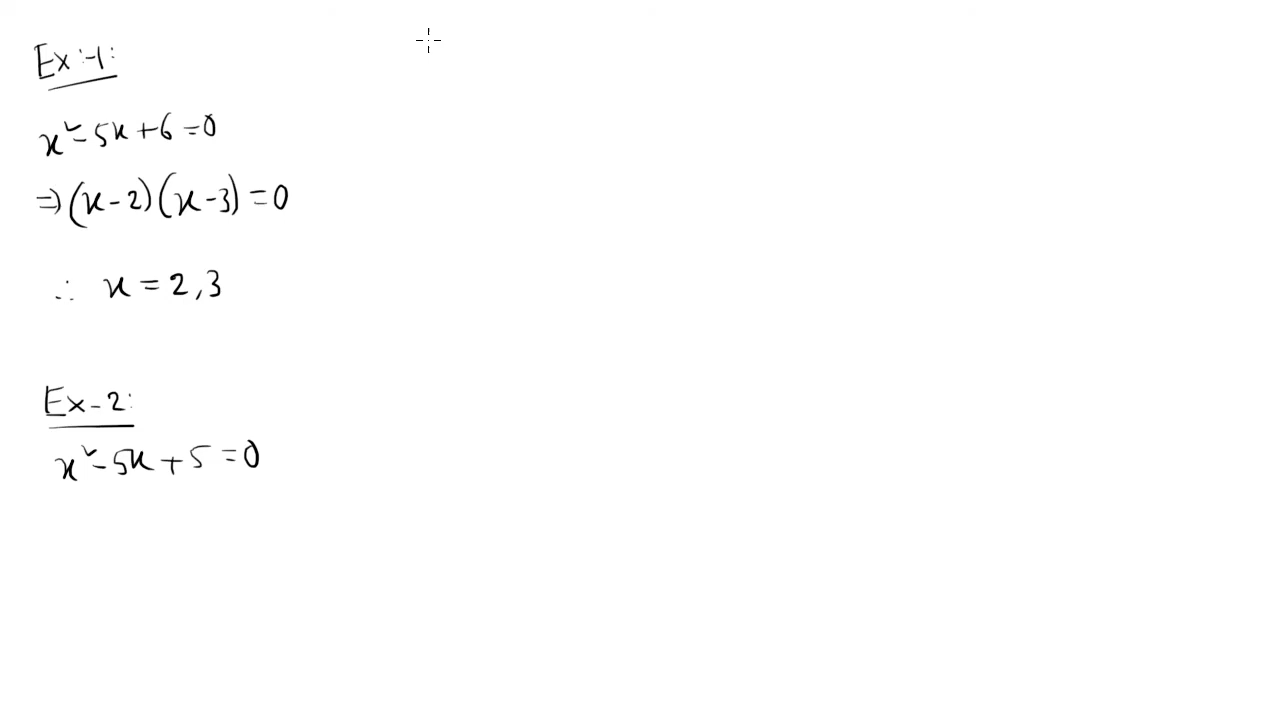 Ex:-1:
x²-5x+6=0
⇒(x-2)(x-3)=0
∴ x=2,3
Ex-2:
x²-5x+5=0